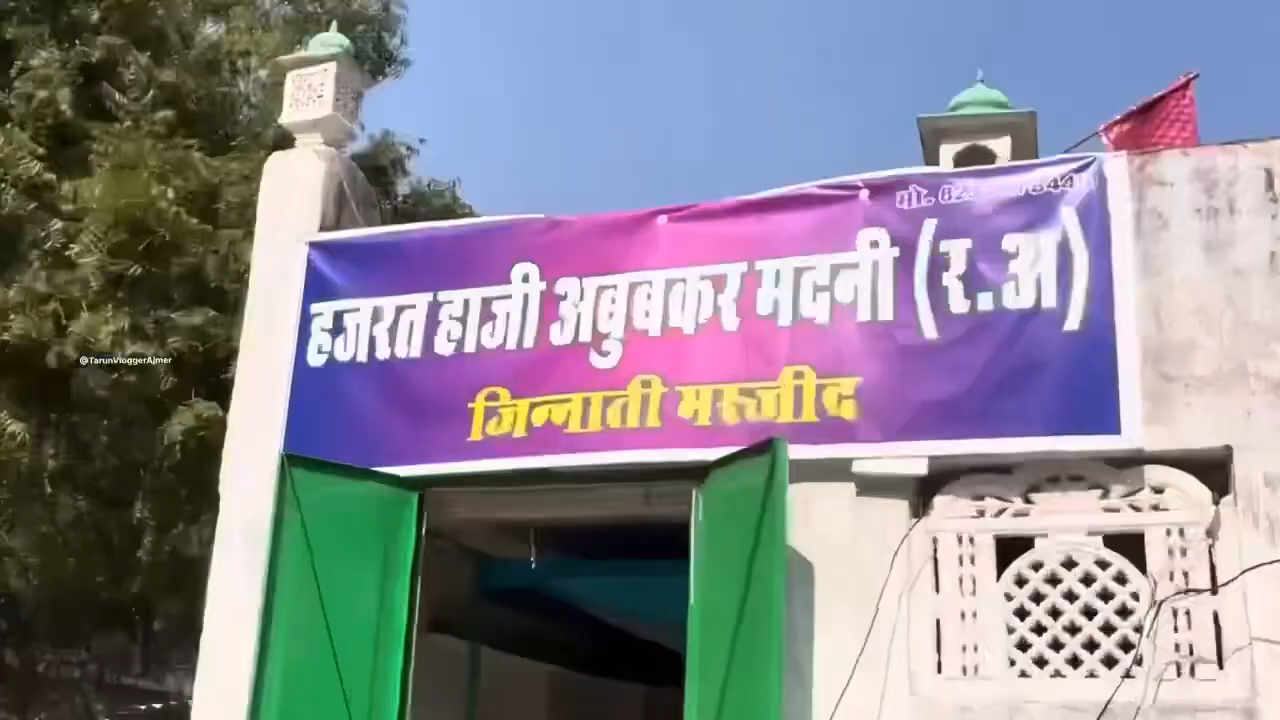 मो.
हजरत हाजी अबुबकर मदनी (र.अ)
जिन्नाती मस्जीद
@TarunVloggerAjmer